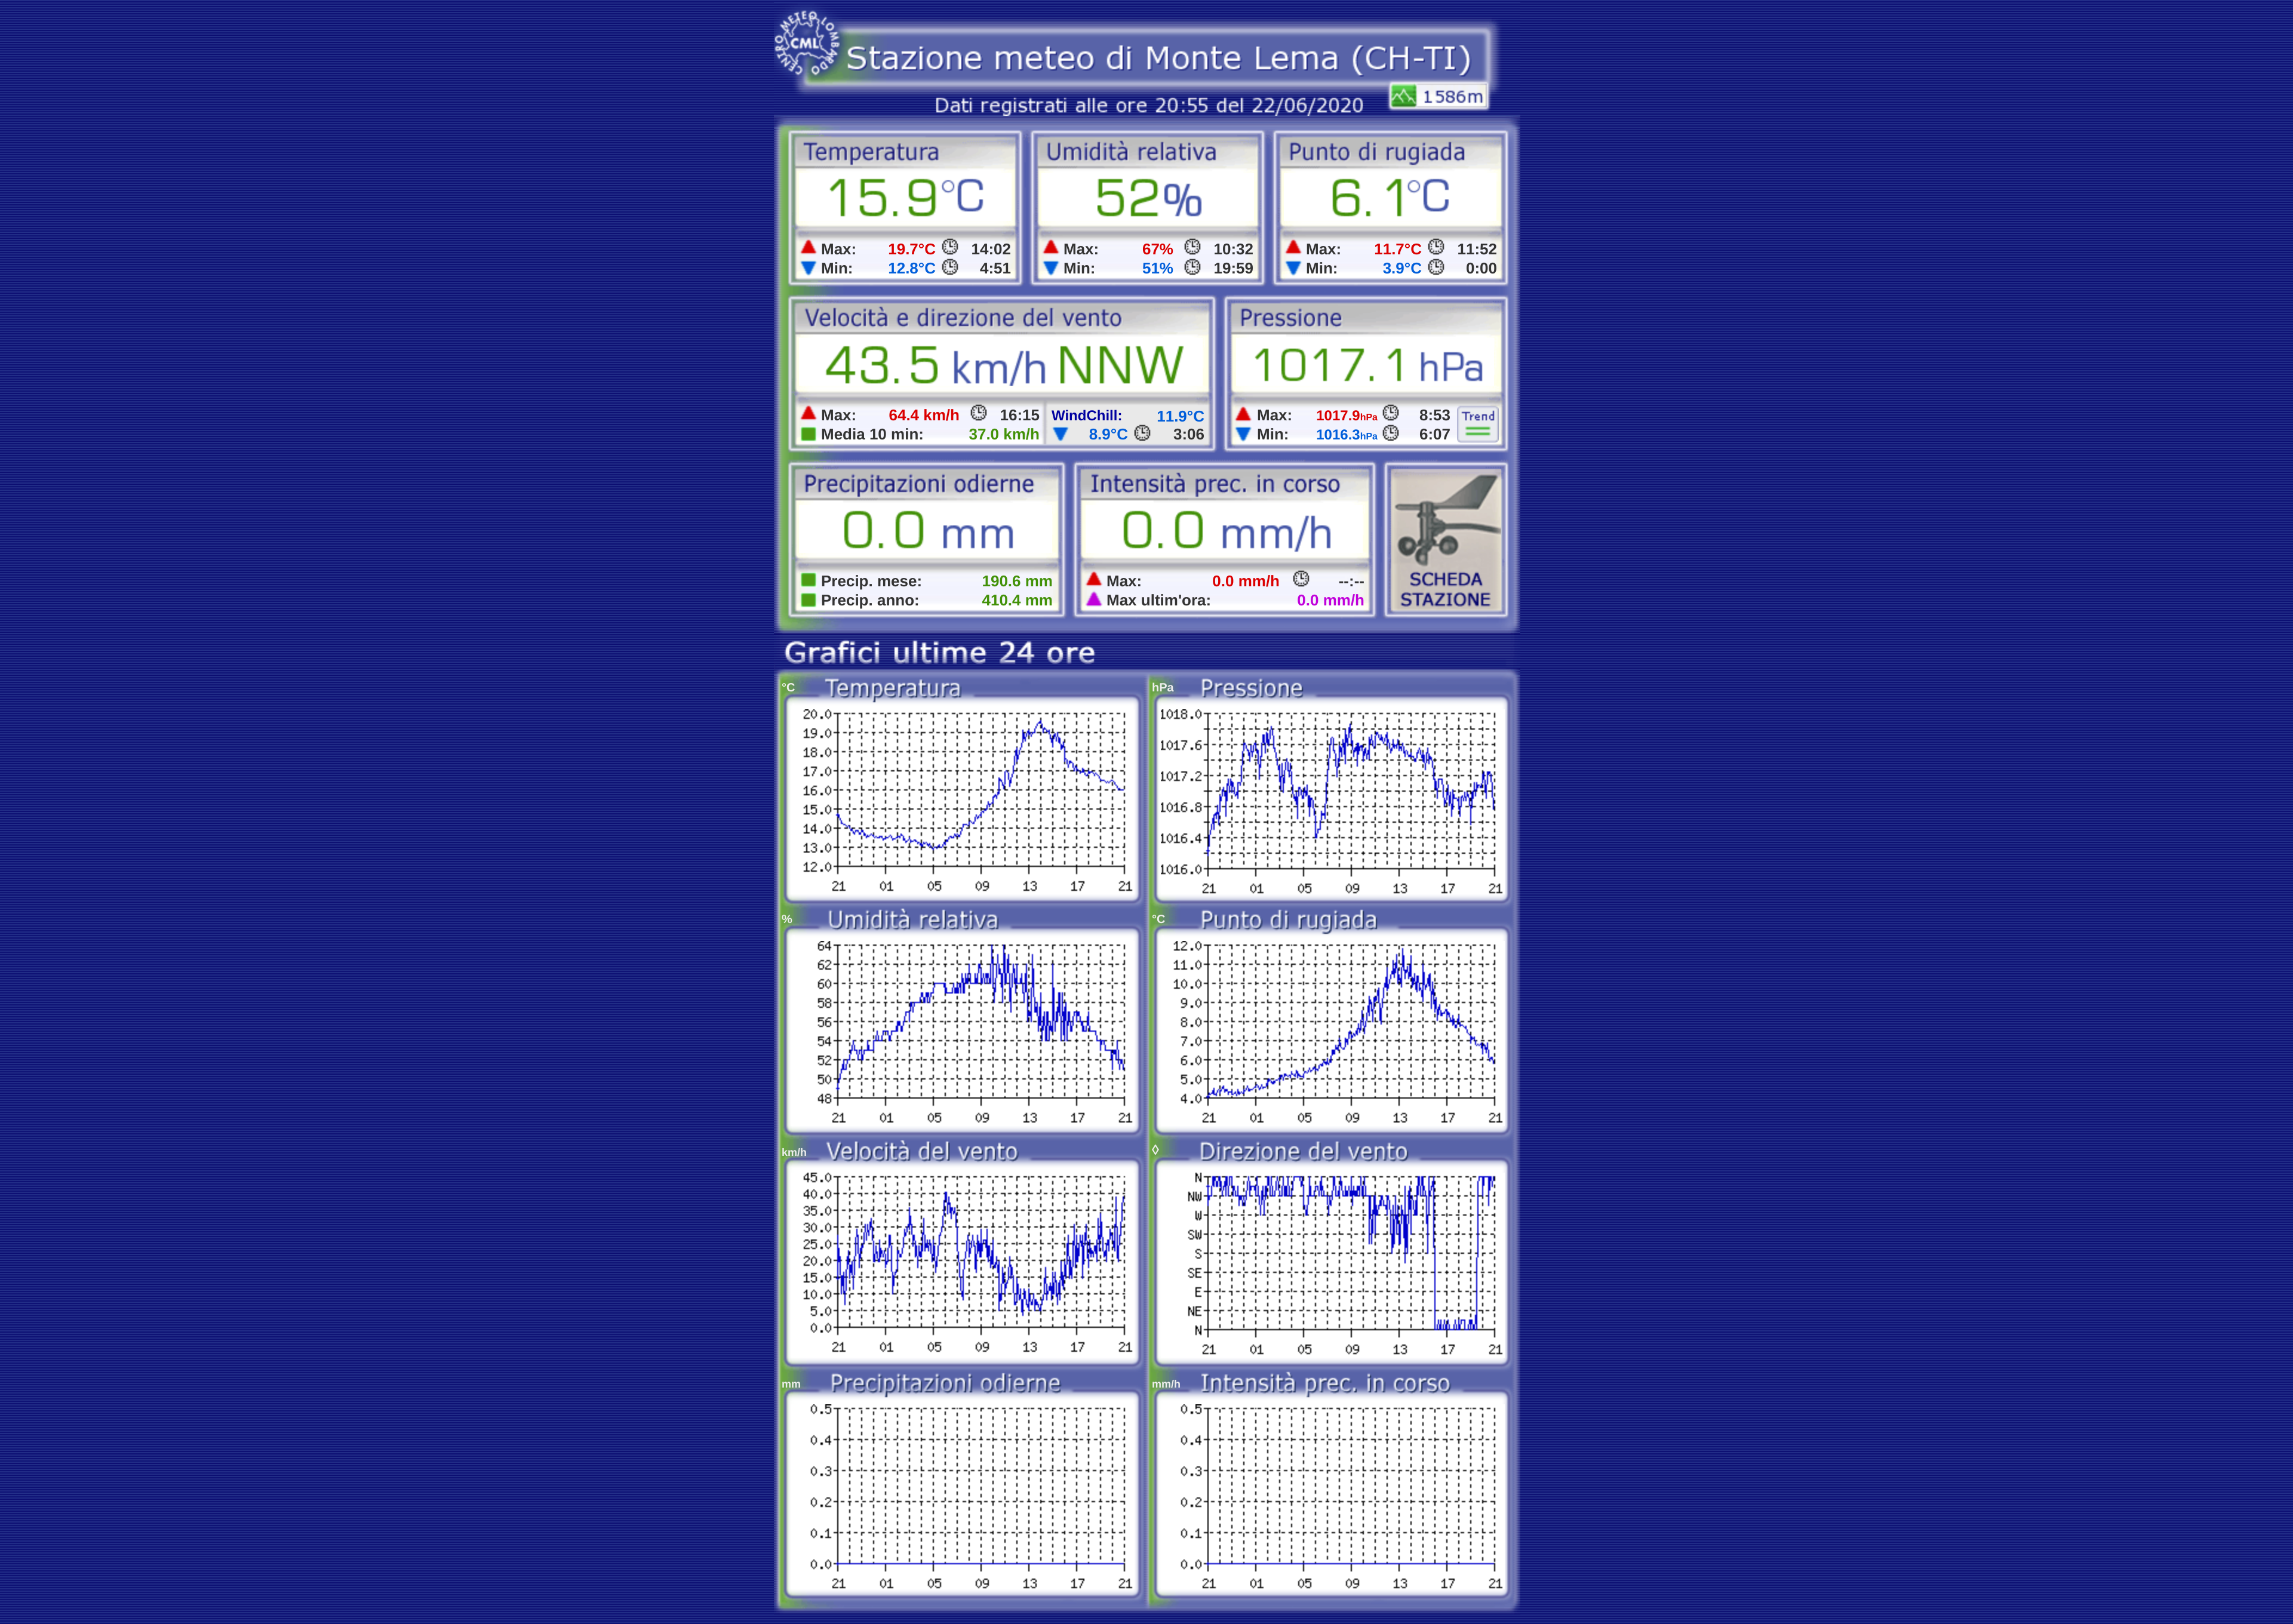 CENTRO METEO LOMBARDO
CML
Stazione meteo di Monte Lema (CH-TI)
1586m
Dati registrati alle ore 20:55 del 22/06/2020
Temperatura
15.9°C
Max: 19.7°C 14:02
Min: 12.8°C 4:51
Umidità relativa
52%
Max: 67% 10:32
Min: 51% 19:59
Punto di rugiada
6.1°C
Max: 11.7°C 11:52
Min: 3.9°C 0:00
Velocità e direzione del vento
43.5 km/h NNW
Max: 64.4 km/h 16:15
Media 10 min: 37.0 km/h
WindChill: 11.9°C
8.9°C 3:06
Pressione
1017.1 hPa
Max: 1017.9hPa 8:53
Min: 1016.3hPa 6:07
Trend
Precipitazioni odierne
0.0 mm
Precip. mese: 190.6 mm
Precip. anno: 410.4 mm
Intensità prec. in corso
0.0 mm/h
Max: 0.0 mm/h --:--
Max ultim'ora: 0.0 mm/h
SCHEDA
STAZIONE
Grafici ultime 24 ore
°C Temperatura
20.0
19.0
18.0
17.0
16.0
15.0
14.0
13.0
12.0
21 01 05 09 13 17 21
hPa Pressione
1018.0
1017.6
1017.2
1016.8
1016.4
1016.0
21 01 05 09 13 17 21
% Umidità relativa
64
62
60
58
56
54
52
50
48
21 01 05 09 13 17 21
°C Punto di rugiada
12.0
11.0
10.0
9.0
8.0
7.0
6.0
5.0
4.0
21 01 05 09 13 17 21
km/h Velocità del vento
45.0
40.0
35.0
30.0
25.0
20.0
15.0
10.0
5.0
0.0
21 01 05 09 13 17 21
◊ Direzione del vento
N
NW
W
SW
S
SE
E
NE
N
21 01 05 09 13 17 21
mm Precipitazioni odierne
0.5
0.4
0.3
0.2
0.1
0.0
21 01 05 09 13 17 21
mm/h Intensità prec. in corso
0.5
0.4
0.3
0.2
0.1
0.0
21 01 05 09 13 17 21